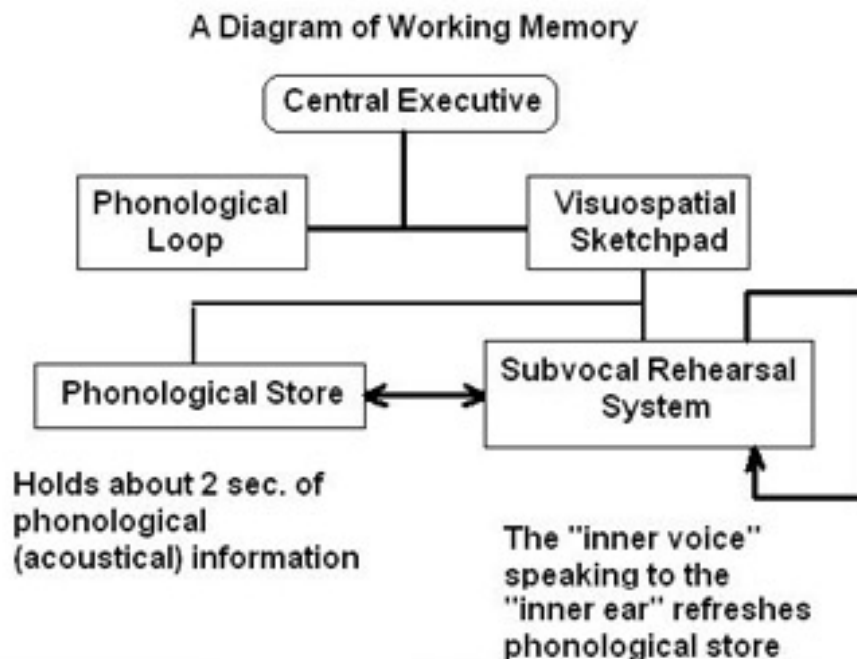 A Diagram of Working Memory
Central Executive
Phonological
Loop
Visuospatial
Sketchpad
Phonological Store
Subvocal Rehearsal
System
Holds about 2 sec. of
phonological
(acoustical) information
The "inner voice"
speaking to the
"inner ear" refreshes
phonological store